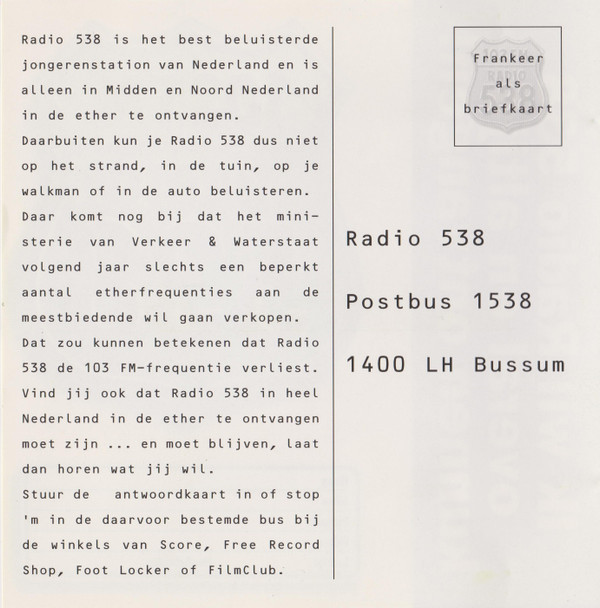 Radio 538 is het best beluisterde
jongerenstation van Nederland en is
alleen in Midden en Noord Nederland
in de ether te ontvangen.
Daarbuiten kun je Radio 538 dus niet
op het strand, in de tuin, op je
walkman of in de auto beluisteren.
Daar komt nog bij dat het mini-
sterie van Verkeer & Waterstaat
volgend jaar slechts een beperkt
aantal etherfrequenties aan de
meestbiedende wil gaan verkopen.
Dat zou kunnen betekenen dat Radio
538 de 103 FM-frequentie verliest.
Vind jij ook dat Radio 538 in heel
Nederland in de ether te ontvangen
moet zijn ... en moet blijven, laat
dan horen wat jij wil.
Stuur de antwoordkaart in of stop
'm in de daarvoor bestemde bus bij
de winkels van Score, Free Record
Shop, Foot Locker of FilmClub.
Frankeer
als
briefkaart
103FM
RADIO
538
Radio 538
Postbus 1538
1400 LH Bussum